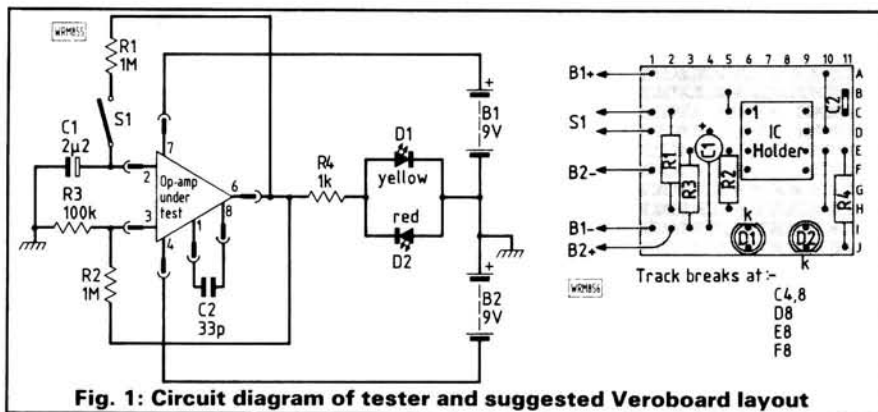 WRM855
R1
1M
S1
C1
2µ2
R3
100k
R2
1M
2
3
7
4
6
8
1
Op-amp
under
test
C2
33p
R4
1k
D1
yellow
red
D2
+
B1
9V
+
B2
9V
1 2 3 4 5 6 7 8 9 10 11
A
B
C
D
E
F
G
H
I
J
B1+
S1
B2-
B1-
B2+
R1
R3
+
C1
R2
1
IC
Holder
C2
R4
k
D1
D2
k
WRM856
Track breaks at:-
C4,8
D8
E8
F8
Fig. 1: Circuit diagram of tester and suggested Veroboard layout